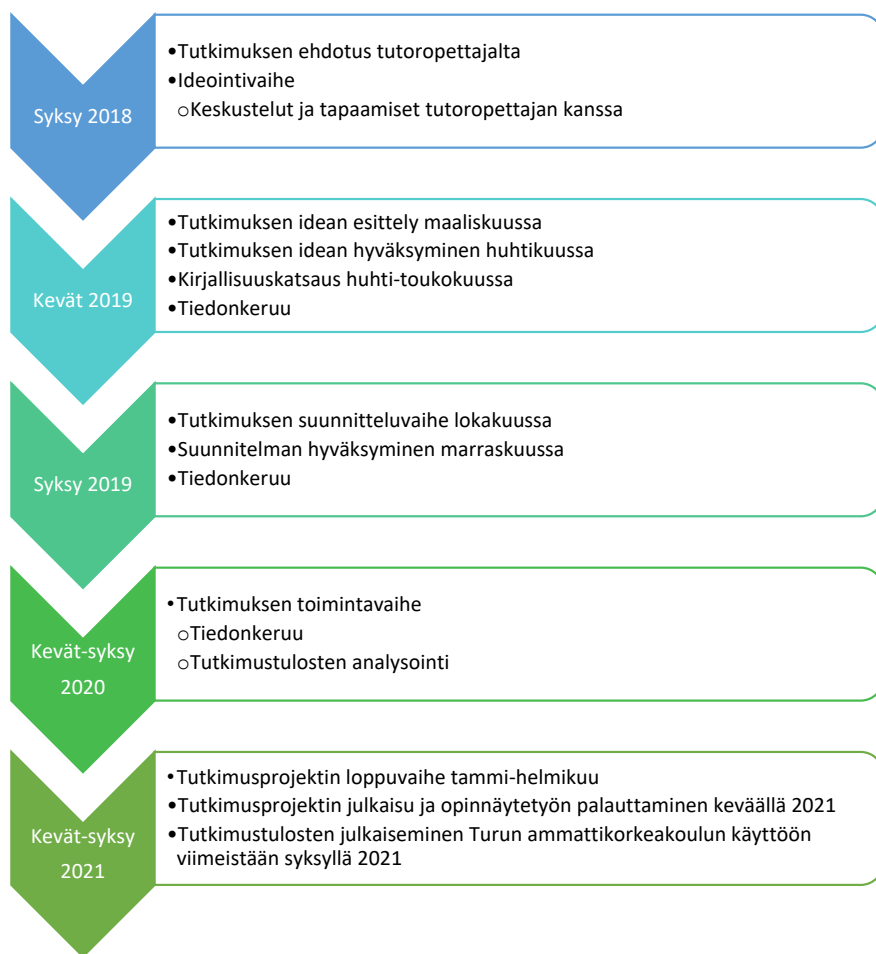 Syksy 2018
•Tutkimuksen ehdotus tutoropettajalta
•Ideointivaihe
oKeskustelut ja tapaamiset tutoropettajan kanssa
Kevät 2019
•Tutkimuksen idean esittely maaliskuussa
•Tutkimuksen idean hyväksyminen huhtikuussa
•Kirjallisuuskatsaus huhti-toukokuussa
•Tiedonkeruu
Syksy 2019
•Tutkimuksen suunnitteluvaihe lokakuussa
•Suunnitelman hyväksyminen marraskuussa
•Tiedonkeruu
Kevät-syksy
2020
•Tutkimuksen toimintavaihe
oTiedonkeruu
oTutkimustulosten analysointi
Kevät-syksy
2021
•Tutkimusprojektin loppuvaihe tammi-helmikuu
•Tutkimusprojektin julkaisu ja opinnäytetyön palauttaminen keväällä 2021
•Tutkimustulosten julkaiseminen Turun ammattikorkeakoulun käyttöön
viimeistään syksyllä 2021